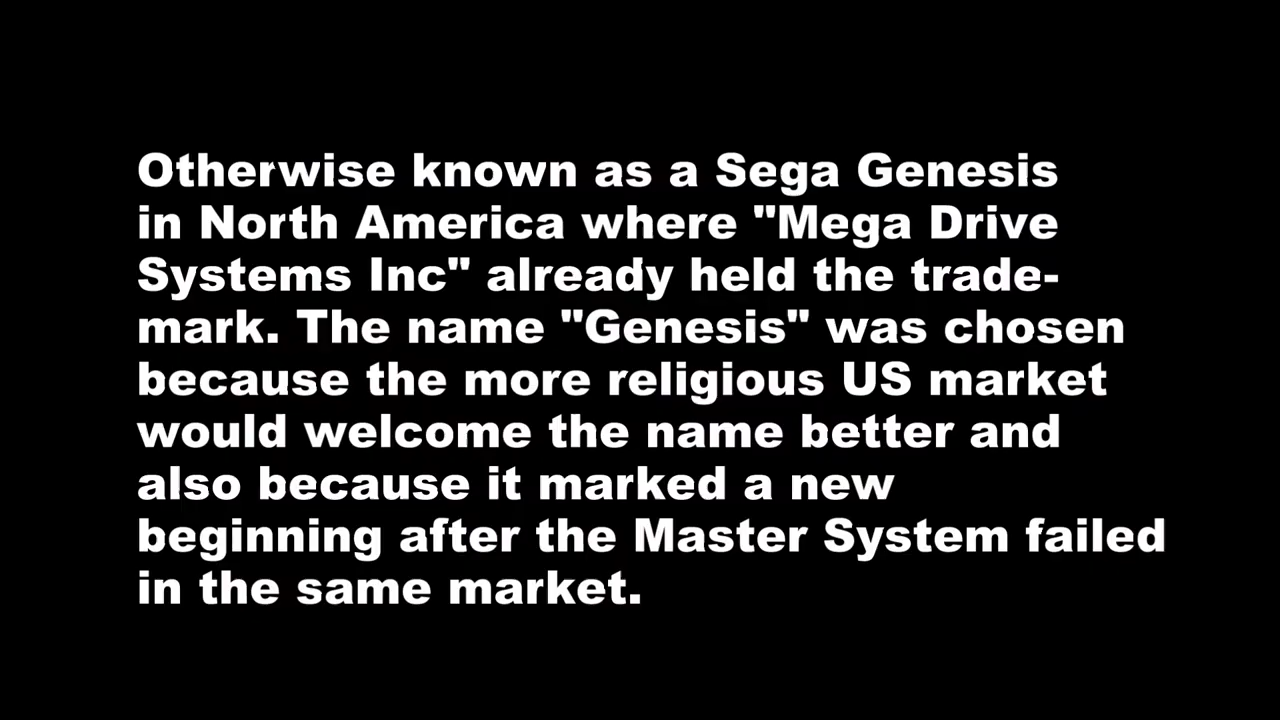 Otherwise known as a Sega Genesis
in North America where "Mega Drive
Systems Inc" already held the trade-
mark. The name "Genesis" was chosen
because the more religious US market
would welcome the name better and
also because it marked a new
beginning after the Master System failed
in the same market.